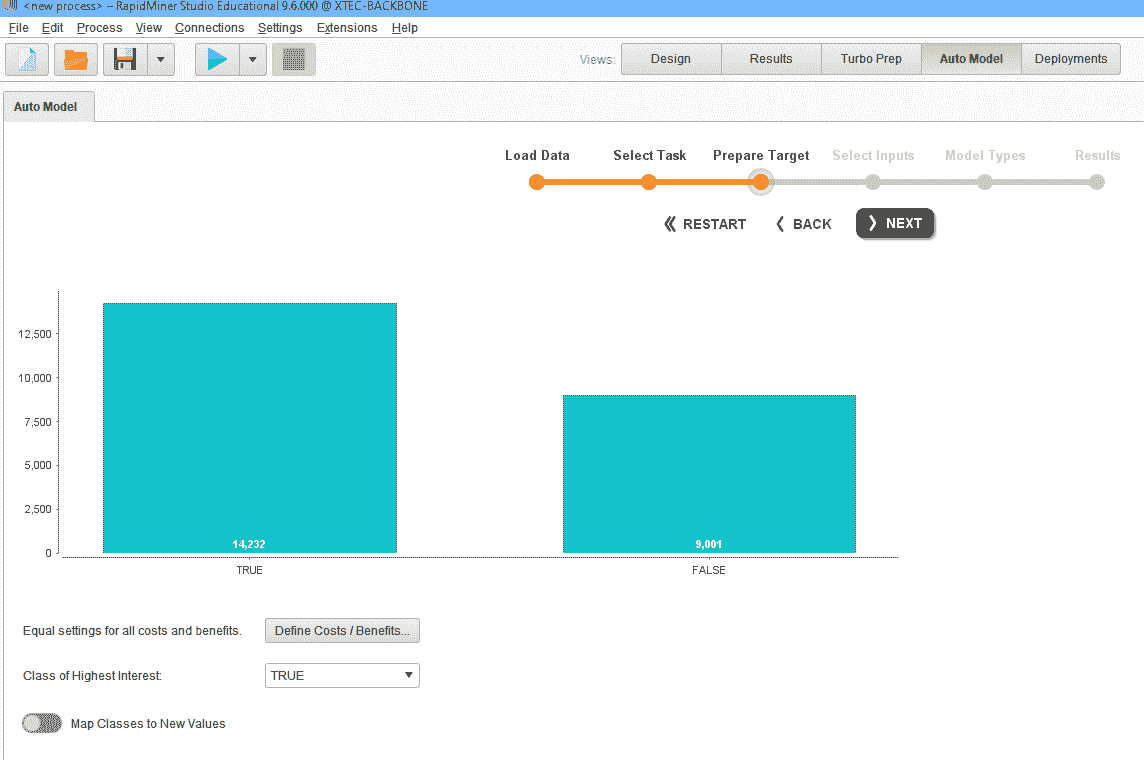 <new process> – RapidMiner Studio Educational 9.6.000 @ XTEC-BACKBONE
File Edit Process View Connections Settings Extensions Help
Views: Design Results Turbo Prep Auto Model Deployments
Auto Model
Load Data Select Task Prepare Target Select Inputs Model Types Results
RESTART BACK NEXT
12,500
10,000
7,500
5,000
2,500
0
14,232 9,001
TRUE FALSE
Equal settings for all costs and benefits. Define Costs / Benefits...
Class of Highest Interest: TRUE
Map Classes to New Values